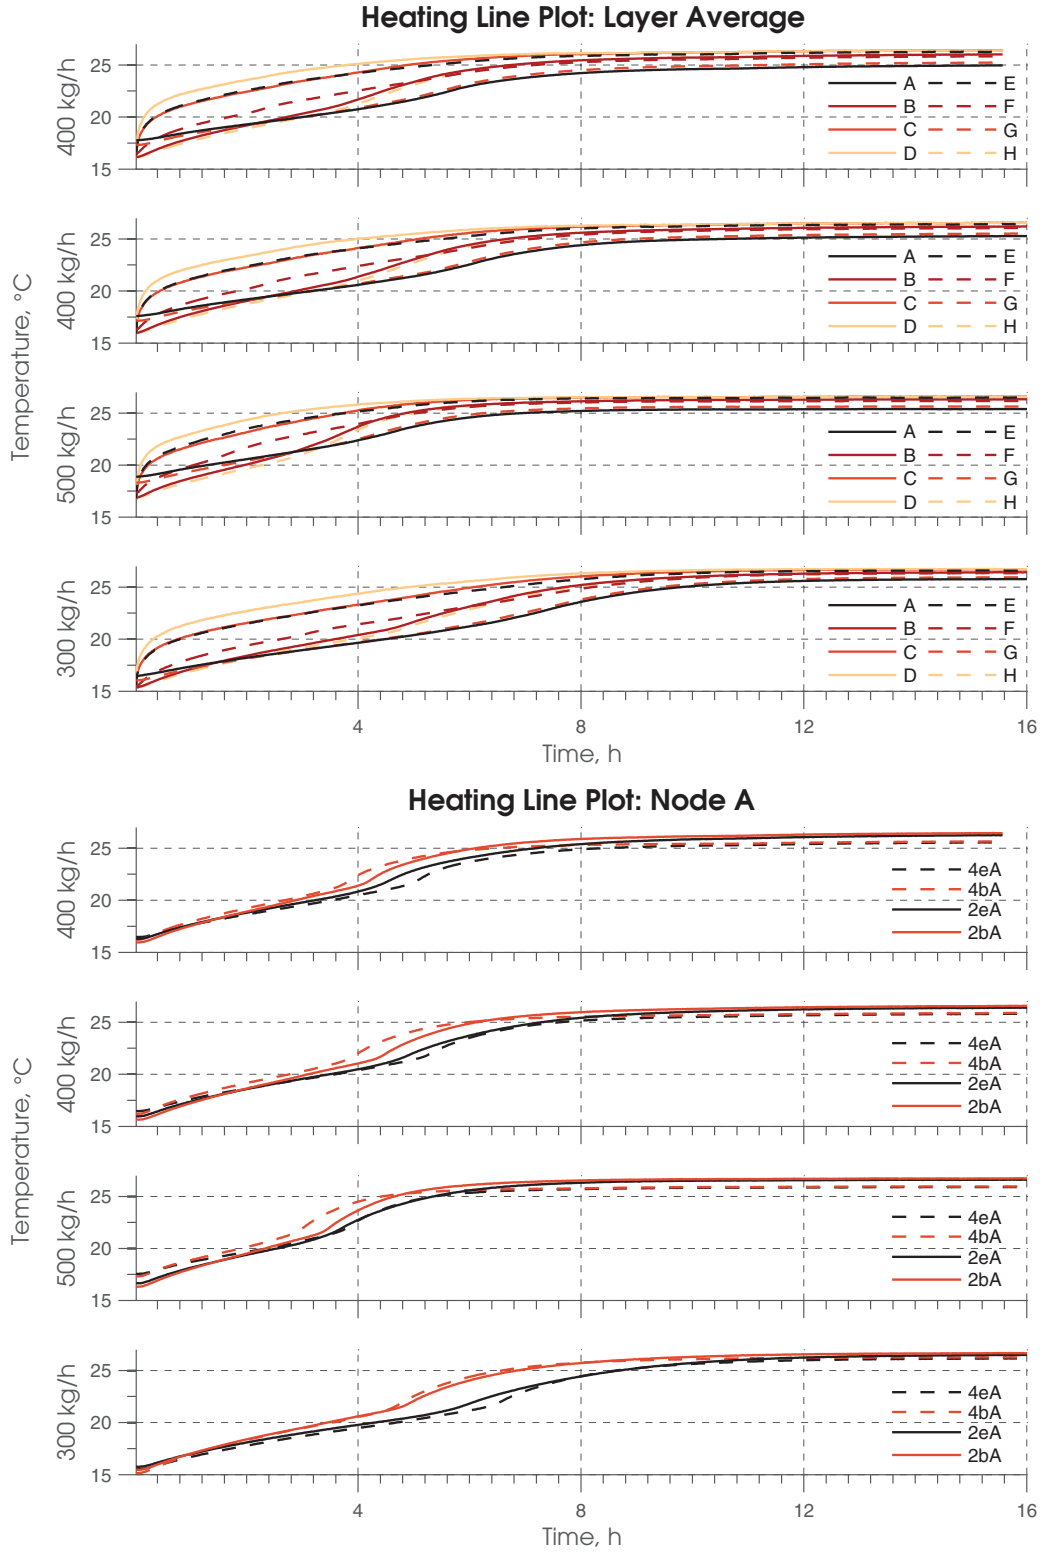 Heating Line Plot: Layer Average
Temperature, °C
400 kg/h
25
20
15
A E
B F
C G
D H
400 kg/h
25
20
15
A E
B F
C G
D H
500 kg/h
25
20
15
A E
B F
C G
D H
300 kg/h
25
20
15
A E
B F
C G
D H
4 8 12 16
Time, h
Heating Line Plot: Node A
Temperature, °C
400 kg/h
25
20
15
4eA
4bA
2eA
2bA
400 kg/h
25
20
15
4eA
4bA
2eA
2bA
500 kg/h
25
20
15
4eA
4bA
2eA
2bA
300 kg/h
25
20
15
4eA
4bA
2eA
2bA
4 8 12 16
Time, h